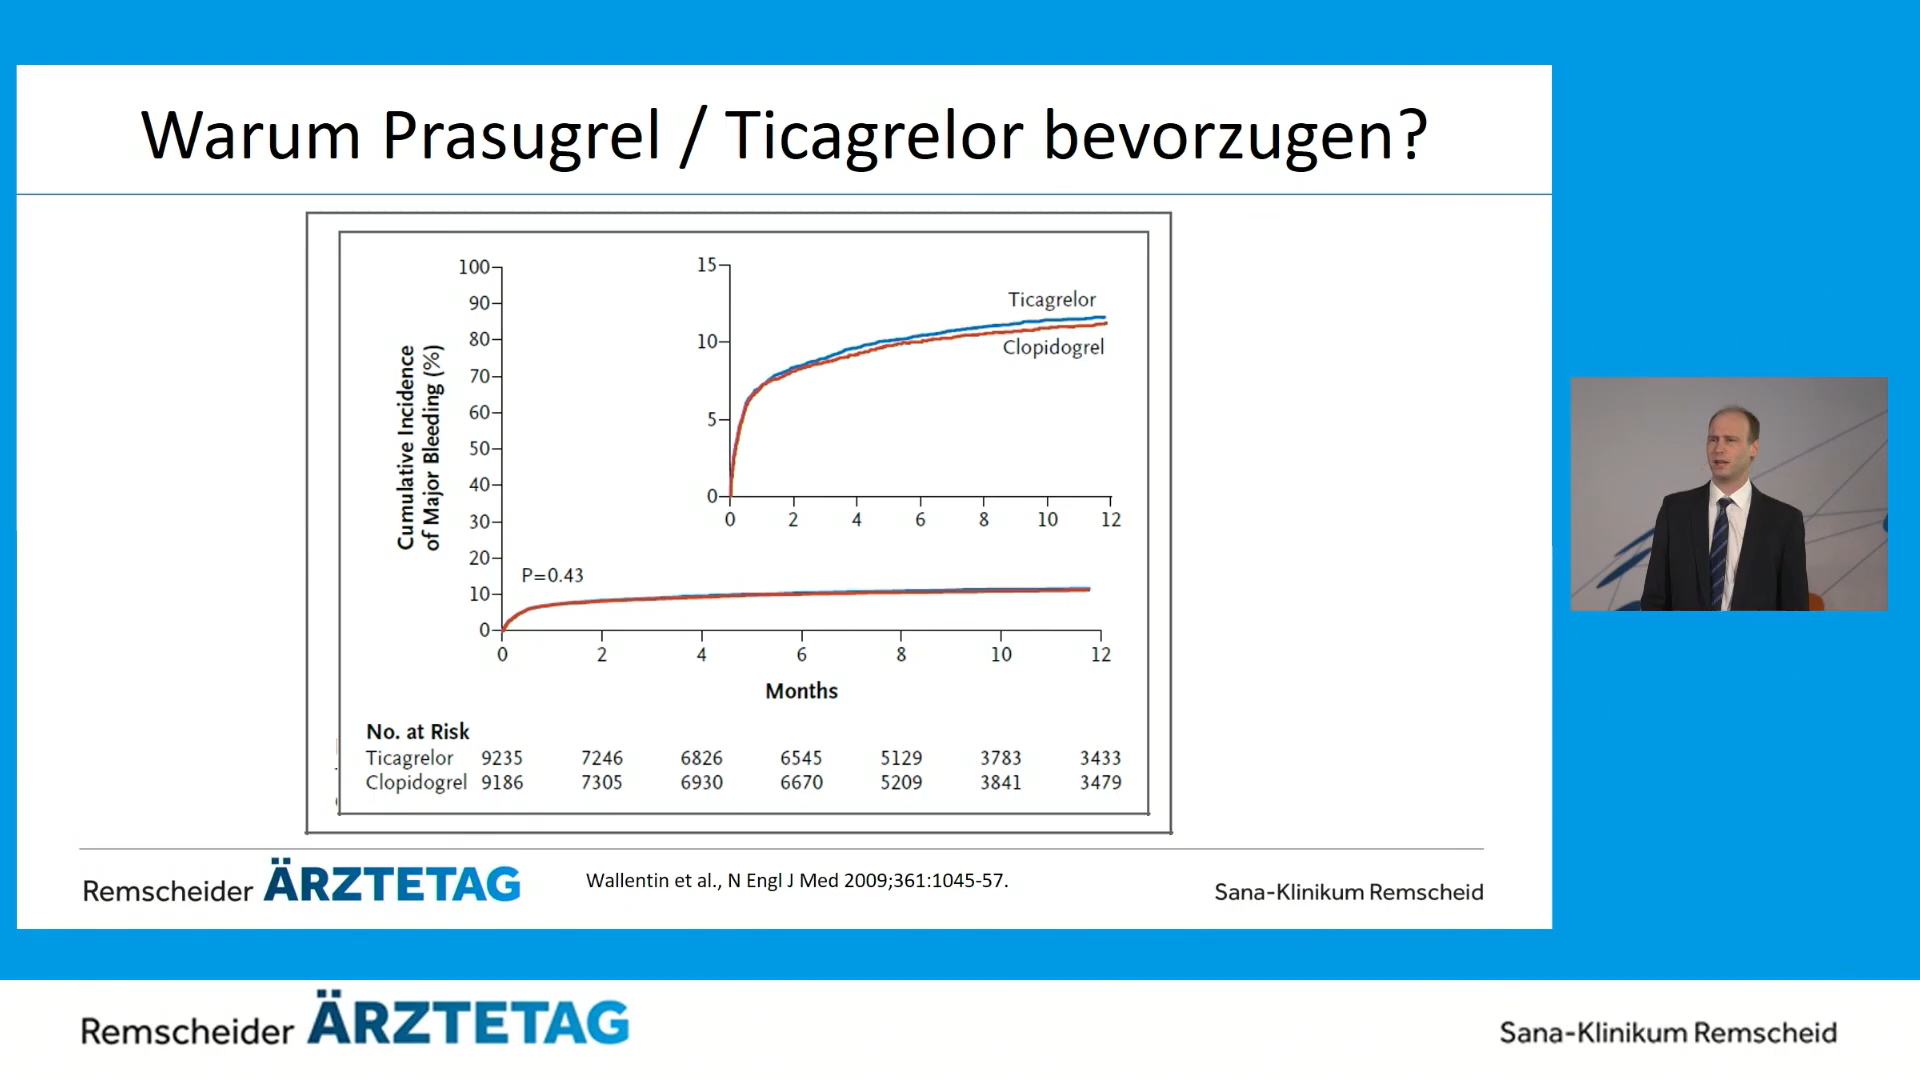 Warum Prasugrel / Ticagrelor bevorzugen?
Cumulative Incidence
of Major Bleeding (%)
100
90
80
70
60
50
40
30
20
10
0
P=0.43
0 2 4 6 8 10 12
Months
15
10
5
0
Ticagrelor
Clopidogrel
0 2 4 6 8 10 12
No. at Risk
Ticagrelor 9235 7246 6826 6545 5129 3783 3433
Clopidogrel 9186 7305 6930 6670 5209 3841 3479
Remscheider ÄRZTETAG
Wallentin et al., N Engl J Med 2009;361:1045-57.
Sana-Klinikum Remscheid
Remscheider ÄRZTETAG
Sana-Klinikum Remscheid